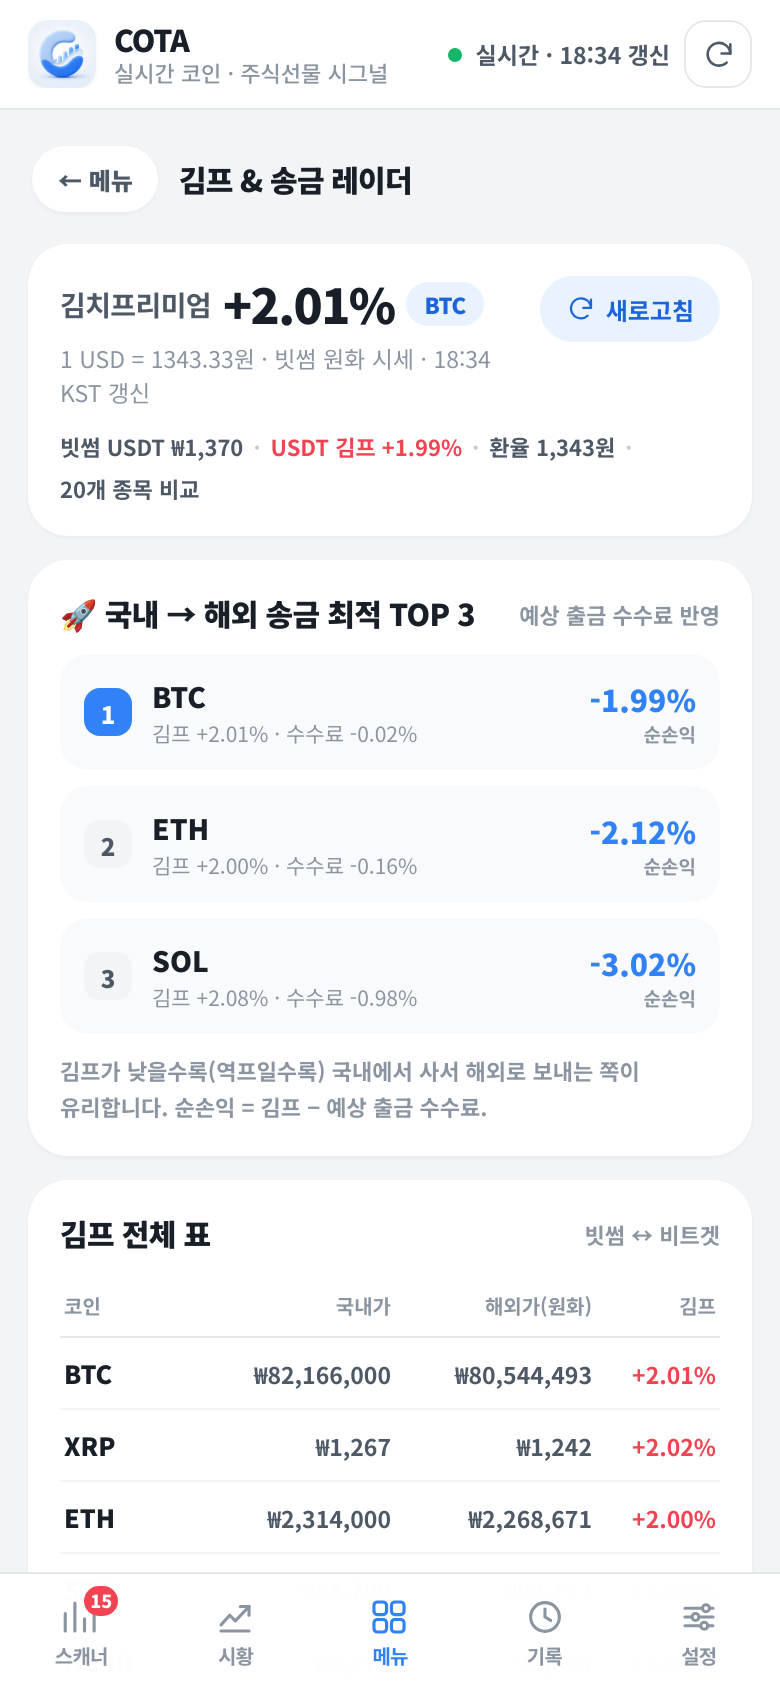 COTA
실시간 코인 · 주식선물 시그널
실시간 · 18:34 갱신
← 메뉴
김프 & 송금 레이더
김치프리미엄 +2.01% BTC
새로고침
1 USD = 1343.33원 · 빗썸 원화 시세 · 18:34
KST 갱신
빗썸 USDT ₩1,370 · USDT 김프 +1.99% · 환율 1,343원 ·
20개 종목 비교
🚀 국내 → 해외 송금 최적 TOP 3
예상 출금 수수료 반영
1 BTC -1.99%
김프 +2.01% · 수수료 -0.02% 순손익
2 ETH -2.12%
김프 +2.00% · 수수료 -0.16% 순손익
3 SOL -3.02%
김프 +2.08% · 수수료 -0.98% 순손익
김프가 낮을수록(역프일수록) 국내에서 사서 해외로 보내는 쪽이
유리합니다. 순손익 = 김프 − 예상 출금 수수료.
김프 전체 표
빗썸 ↔ 비트겟
코인 국내가 해외가(원화) 김프
BTC ₩82,166,000 ₩80,544,493 +2.01%
XRP ₩1,267 ₩1,242 +2.02%
ETH ₩2,314,000 ₩2,268,671 +2.00%
15
스캐너 시황 메뉴 기록 설정